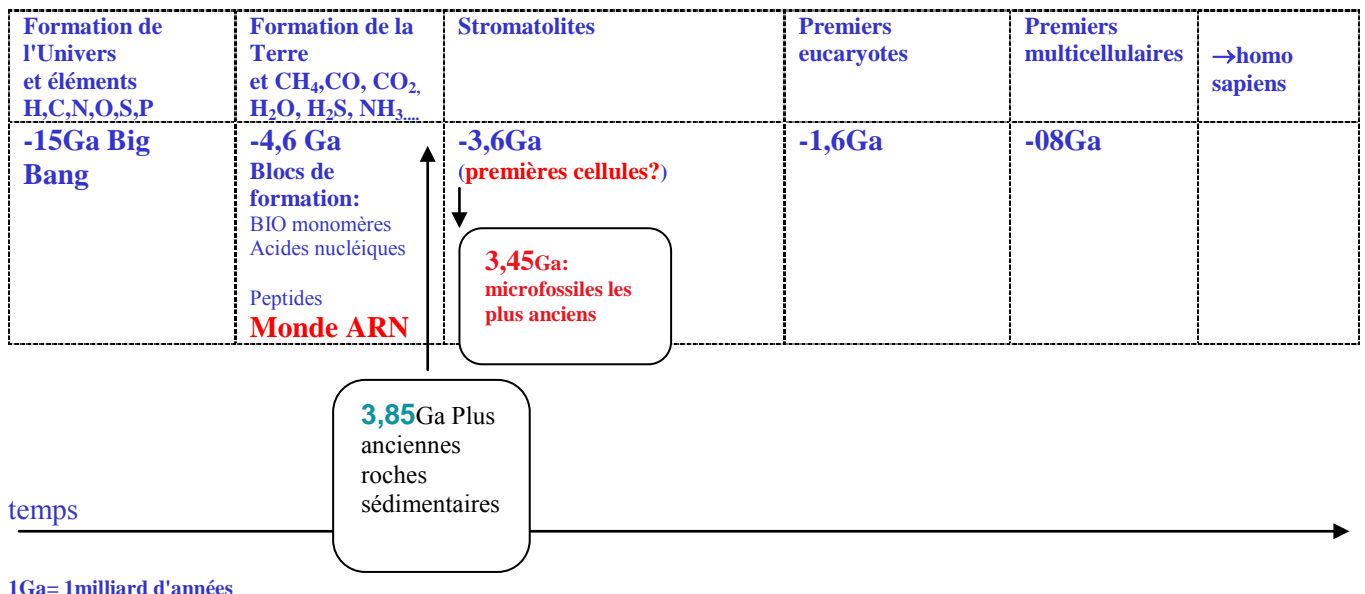 Formation de
l'Univers
et éléments
H,C,N,O,S,P
Formation de la
Terre
et CH₄,CO, CO₂,
H₂O, H₂S, NH₃....
Stromatolites
Premiers
eucaryotes
Premiers
multicellulaires
→homo
sapiens
-15Ga Big
Bang
-4,6 Ga
Blocs de
formation:
BIO monomères
Acides nucléiques
Peptides
Monde ARN
-3,6Ga
(premières cellules?)
3,45Ga:
microfossiles les
plus anciens
-1,6Ga
-08Ga
3,85Ga Plus
anciennes
roches
sédimentaires
temps
1Ga= 1milliard d'années